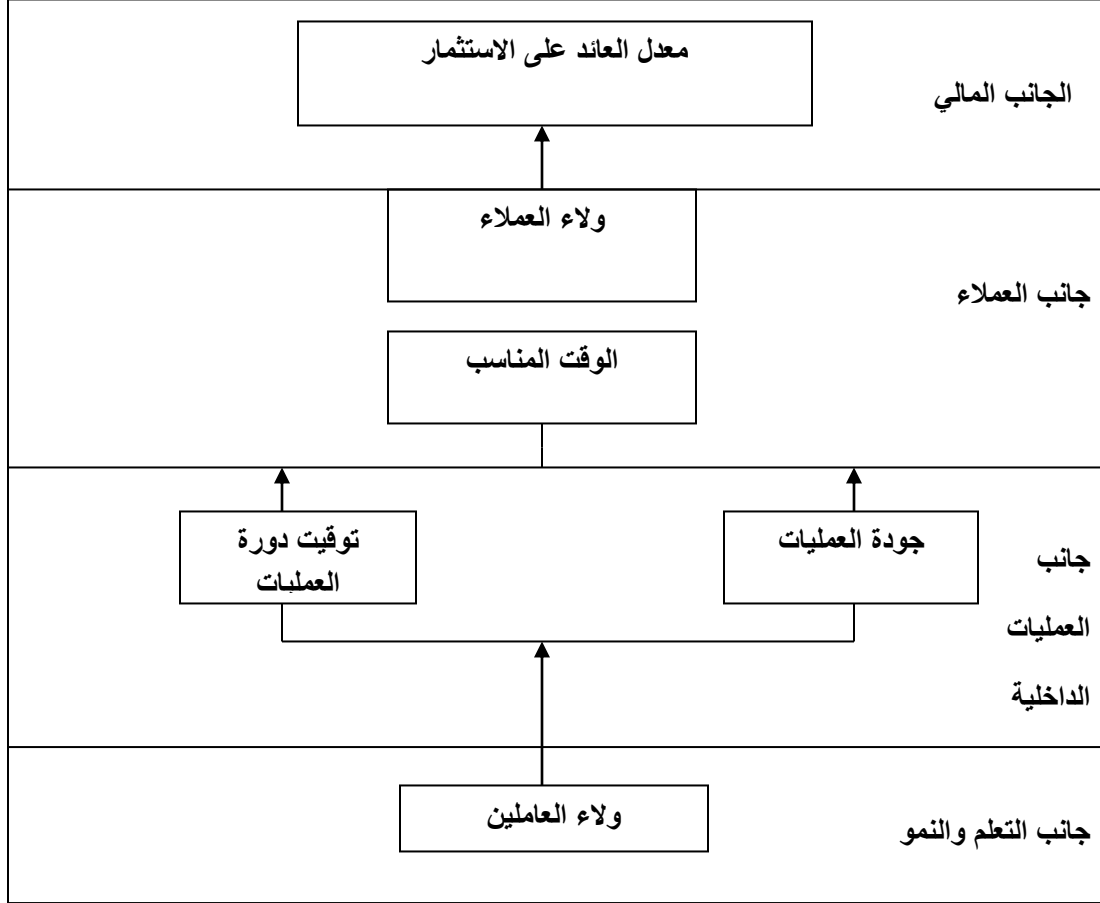 معدل العائد على الاستثمار
الجانب المالي
ولاء العملاء
جانب العملاء
الوقت المناسب
جودة العمليات
توقيت دورة
العمليات
جانب
العمليات
الداخلية
ولاء العاملين
جانب التعلم والنمو